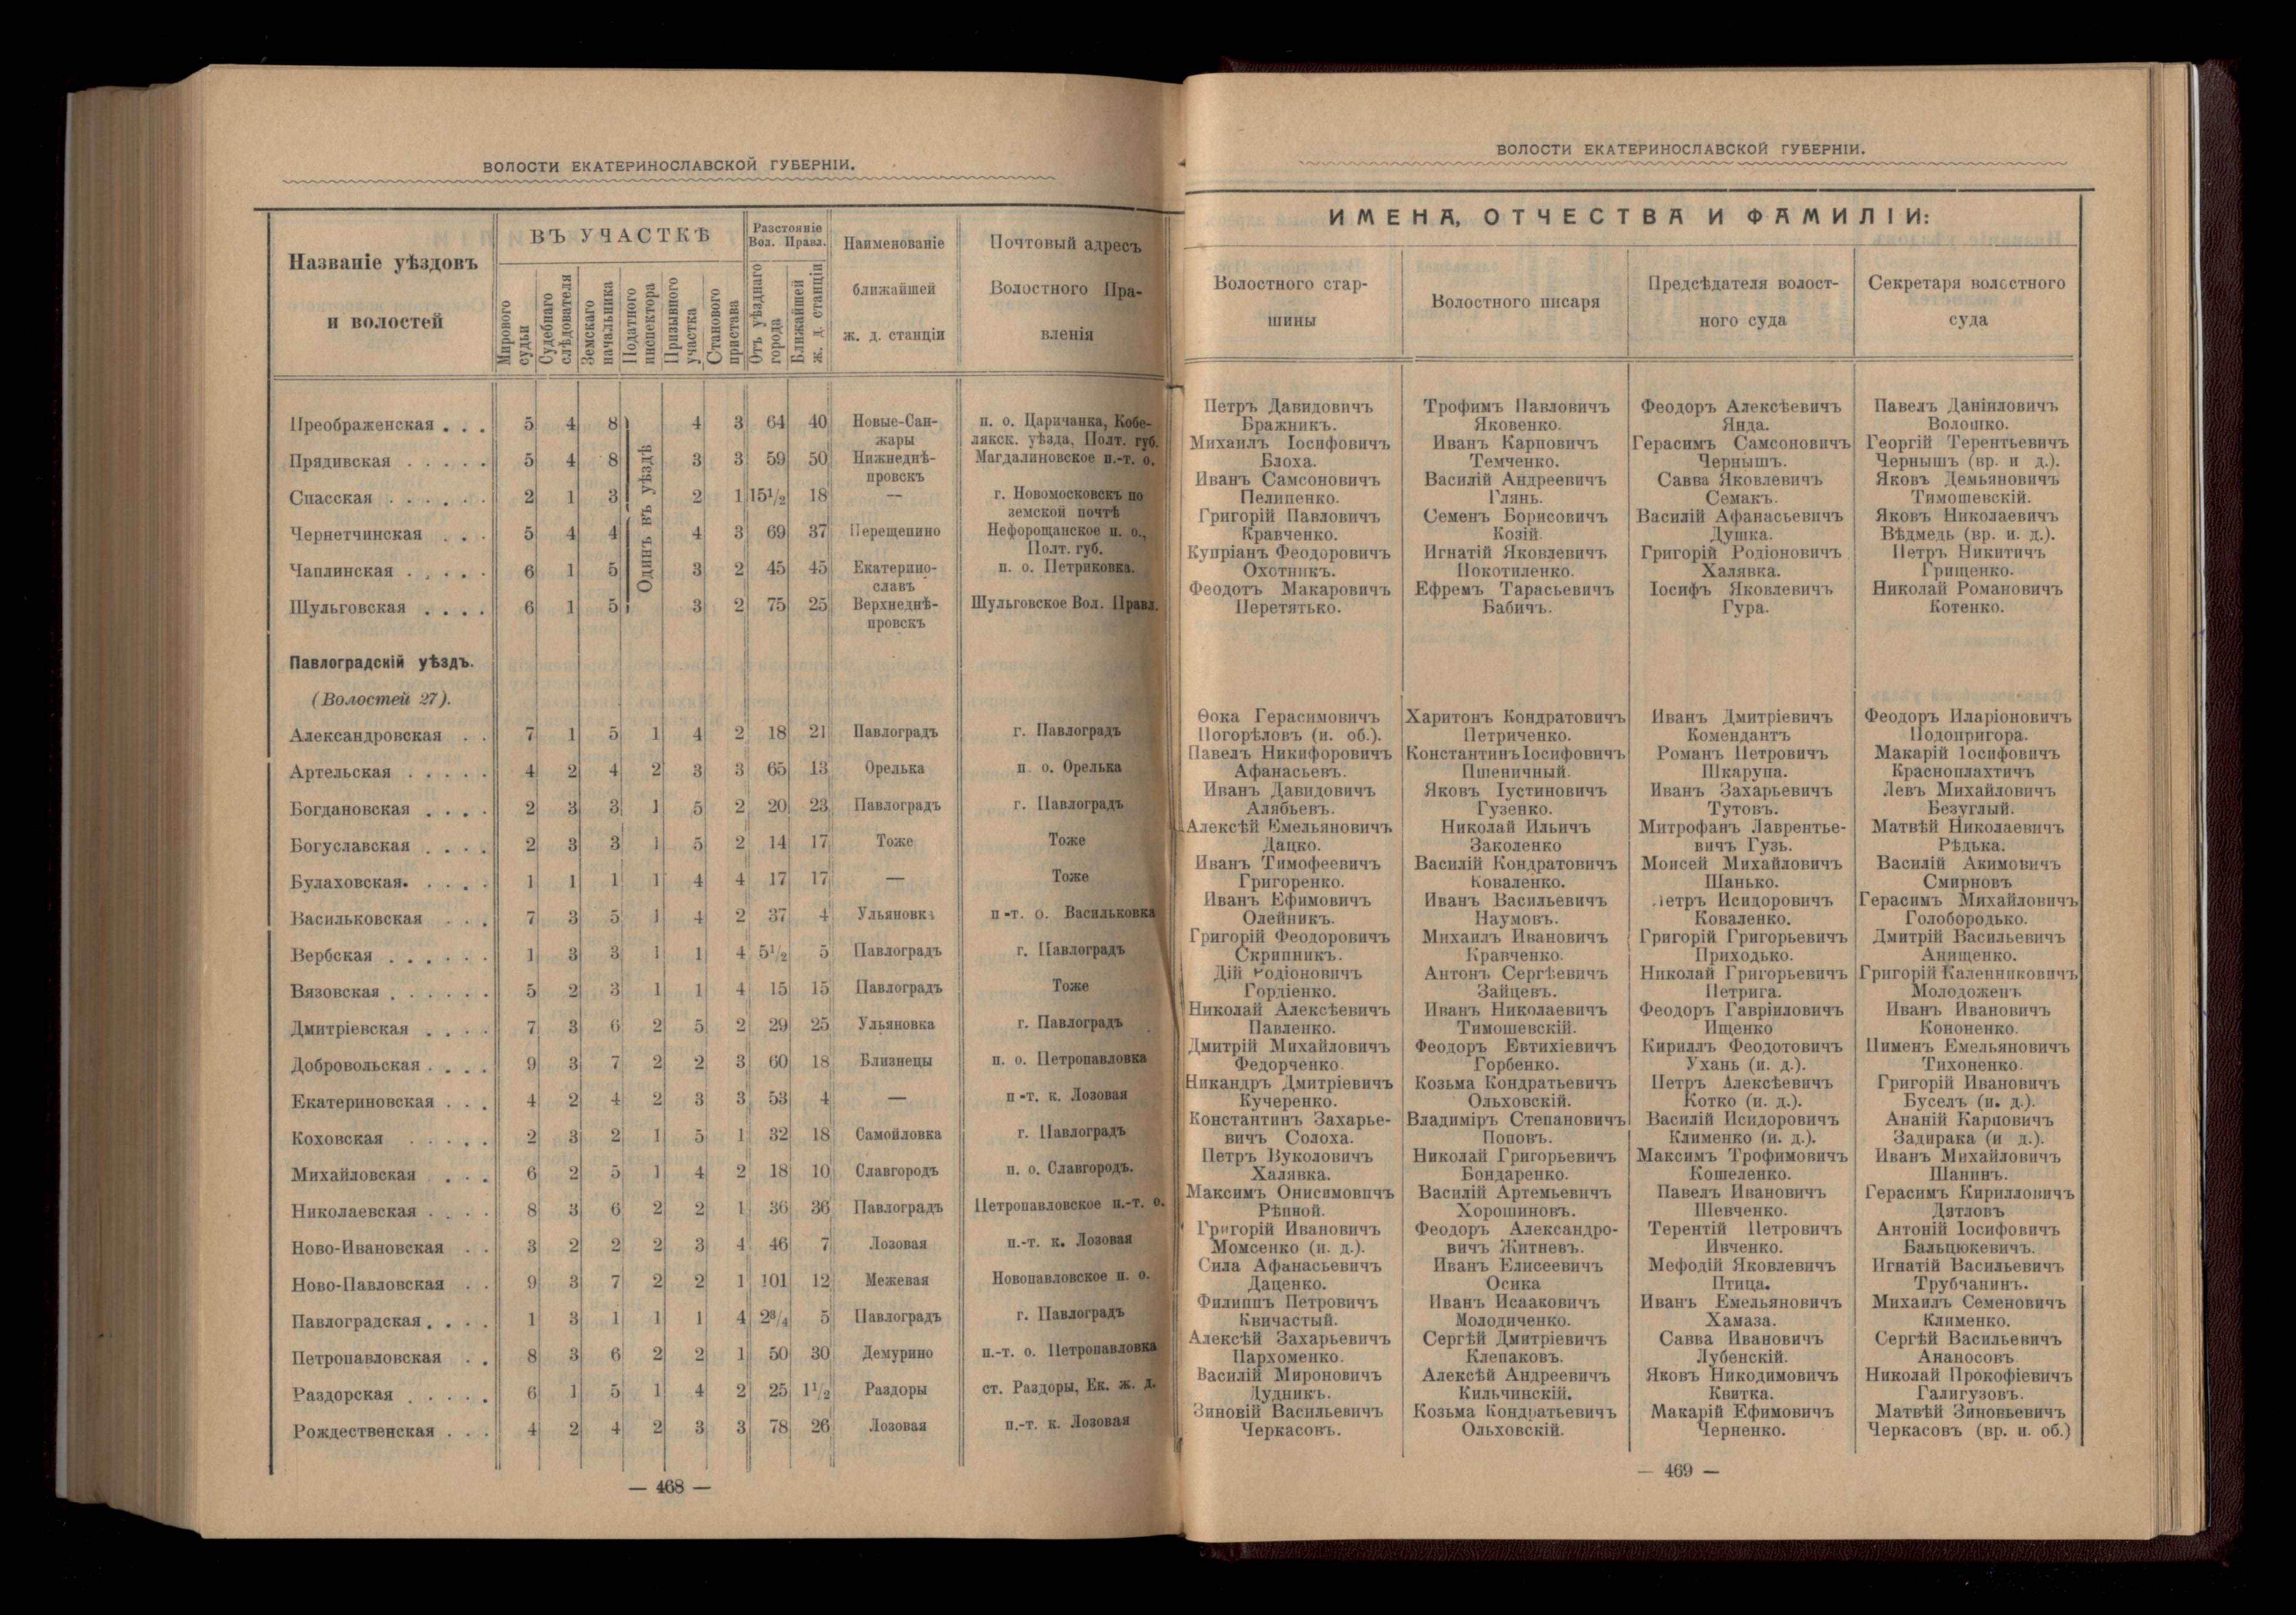 ВОЛОСТИ ЕКАТЕРИНОСЛАВСКОЙ ГУБЕРНІИ.
Названіе уѣздовъ
и волостей
ВЪ УЧАСТКѢ
Мирового судьи
Судебнаго слѣдователя
Земскаго начальника
Податного инспектора
Призывного участка
Станового пристава
Разстояніе
Вол. Правл.
Отъ уѣзднаго города
Ближайшей ж. д. станціи
Наименованіе
ближайшей
ж. д. станціи
Почтовый адресъ
Волостного Пра-
вленія
Одинъ въ уѣздѣ
Преображенская . . . 5 4 8 4 3 64 40 Новые-Сан- п. о. Царичанка, Кобе-
жары лякск. уѣзда, Полт. губ.
Прядивская . . . . . 5 4 8 3 3 59 50 Нижнеднѣ- Магдалиновское п.-т. о.
провскъ
Спасская . . . . . . 2 1 3 2 1 15½ 18 — г. Новомосковскъ по
земской почтѣ
Чернетчинская . . . 5 4 4 4 3 69 37 Перещепино Нефорощанское п. о.,
Полт. губ.
Чаплинская . . . . . 6 1 5 3 2 45 45 Екатерино- п. о. Петриковка.
славъ
Шульговская . . . . 6 1 5 3 2 75 25 Верхнеднѣ- Шульговское Вол. Правл.
провскъ
Павлоградскій уѣздъ.
(Волостей 27).
Александровская . . 7 1 5 1 4 2 18 21 Павлоградъ г. Павлоградъ
Артельская . . . . . 4 2 4 2 3 3 65 13 Орелька п. о. Орелька
Богдановская . . . . 2 3 3 1 5 2 20 23 Павлоградъ г. Павлоградъ
Богуславская . . . . 2 3 3 1 5 2 14 17 Тоже Тоже
Булаховская. . . . . 1 1 1 1 4 4 17 17 — Тоже
Васильковская . . . 7 3 5 1 4 2 37 4 Ульяновка п-т. о. Васильковка
Вербская . . . . . . 1 3 3 1 1 4 5½ 5 Павлоградъ г. Павлоградъ
Вязовская . . . . . . 5 2 3 1 1 4 15 15 Павлоградъ Тоже
Дмитріевская . . . . 7 3 6 2 5 2 29 25 Ульяновка г. Павлоградъ
Добровольская . . . . 9 3 7 2 2 3 60 18 Близнецы п. о. Петропавловка
Екатериновская . . . 4 2 4 2 3 3 53 4 — п-т. к. Лозовая
Коховская . . . . . 2 3 2 1 5 1 32 18 Самойловка г. Павлоградъ
Михайловская . . . 6 2 5 1 4 2 18 10 Славгородъ п. о. Славгородъ.
Николаевская . . . . 8 3 6 2 2 1 36 36 Павлоградъ Петропавловское п.-т. о.
Ново-Ивановская . . 3 2 2 2 3 4 46 7 Лозовая п.-т. к. Лозовая
Ново-Павловская . . 9 3 7 2 2 1 101 12 Межевая Новопавловское п. о.
Павлоградская. . . . 1 3 1 1 1 4 2¾ 5 Павлоградъ г. Павлоградъ
Петропавловская . . 8 3 6 2 2 1 50 30 Демурино п.-т. о. Петропавловка
Раздорская . . . . . 6 1 5 1 4 2 25 1½ Раздоры ст. Раздоры, Ек. ж. д.
Рождественская . . . 4 2 4 2 3 3 78 26 Лозовая п.-т. к. Лозовая
— 468 —
ВОЛОСТИ ЕКАТЕРИНОСЛАВСКОЙ ГУБЕРНІИ.
ИМЕНА, ОТЧЕСТВА И ФАМИЛІИ:
Волостного стар- Волостного писаря Предсѣдателя волост- Секретаря волостного
шины ного суда суда
Петръ Давидовичъ Трофимъ Павловичъ Феодоръ Алексѣевичъ Павелъ Даніиловичъ
Бражникъ. Яковенко. Янда. Волошко.
Михаилъ Іосифовичъ Иванъ Карповичъ Герасимъ Самсоновичъ Георгій Терентьевичъ
Блоха. Темченко. Чернышъ. Чернышъ (вр. и д.).
Иванъ Самсоновичъ Василій Андреевичъ Савва Яковлевичъ Яковъ Демьяновичъ
Пелипенко. Глянь. Семакъ. Тимошевскій.
Григорій Павловичъ Семенъ Борисовичъ Василій Афанасьевичъ Яковъ Николаевичъ
Кравченко. Козій. Душка. Вѣдмедь (вр. и. д.).
Купріанъ Феодоровичъ Игнатій Яковлевичъ Григорій Родіоновичъ Петръ Никитичъ
Охотникъ. Покотиленко. Халявка. Грищенко.
Феодотъ Макаровичъ Ефремъ Тарасьевичъ Іосифъ Яковлевичъ Николай Романовичъ
Перетятько. Бабичъ. Гура. Котенко.
Ѳока Герасимовичъ Харитонъ Кондратовичъ Иванъ Дмитріевичъ Феодоръ Иларіоновичъ
Погорѣловъ (и. об.). Петриченко. Комендантъ Подопригора.
Павелъ Никифоровичъ Константинъ Іосифовичъ Романъ Петровичъ Макарій Іосифовичъ
Афанасьевъ. Пшеничный. Шкарупа. Красноплахтичъ
Иванъ Давидовичъ Яковъ Іустиновичъ Иванъ Захарьевичъ Левъ Михайловичъ
Алябьевъ. Гузенко. Тутовъ. Безуглый.
Алексѣй Емельяновичъ Николай Ильичъ Митрофанъ Лаврентье- Матвѣй Николаевичъ
Дацко. Заколенко вичъ Гузь. Рѣдька.
Иванъ Тимофеевичъ Василій Кондратовичъ Моисей Михайловичъ Василій Акимовичъ
Григоренко. Коваленко. Шанько. Смирновъ
Иванъ Ефимовичъ Иванъ Васильевичъ Петръ Исидоровичъ Герасимъ Михайловичъ
Олейникъ. Наумовъ. Коваленко. Голобородько.
Григорій Феодоровичъ Михаилъ Ивановичъ Григорій Григорьевичъ Дмитрій Васильевичъ
Скрипникъ. Кравченко. Приходько. Анищенко.
Дій Родіоновичъ Антонъ Сергѣевичъ Николай Григорьевичъ Григорій Каленниковичъ
Гордіенко. Зайцевъ. Петрига. Молодоженъ
Николай Алексѣевичъ Иванъ Николаевичъ Феодоръ Гавріиловичъ Иванъ Ивановичъ
Павленко. Тимошевскій. Ищенко Кононенко.
Дмитрій Михайловичъ Феодоръ Евтихіевичъ Кириллъ Феодотовичъ Пименъ Емельяновичъ
Федорченко. Горбенко. Ухань (и. д.). Тихоненко.
Никандръ Дмитріевичъ Козьма Кондратьевичъ Петръ Алексѣевичъ Григорій Ивановичъ
Кучеренко. Ольховскій. Котко (и. д.). Буселъ (и. д.).
Константинъ Захарье- Владиміръ Степановичъ Василій Исидоровичъ Ананій Карповичъ
вичъ Солоха. Поповъ. Клименко (и. д.). Задирака (и д.).
Петръ Вуколовичъ Николай Григорьевичъ Максимъ Трофимовичъ Иванъ Михайловичъ
Халявка. Бондаренко. Кошеленко. Шанинъ.
Максимъ Онисимовичъ Василій Артемьевичъ Павелъ Ивановичъ Герасимъ Кирилловичъ
Рѣпной. Хорошиновъ. Шевченко. Дятловъ
Григорій Ивановичъ Феодоръ Александро- Терентій Петровичъ Антоній Іосифовичъ
Момсенко (и. д.). вичъ Житневъ. Ивченко. Бальцюкевичъ.
Сила Афанасьевичъ Иванъ Елисеевичъ Мефодій Яковлевичъ Игнатій Васильевичъ
Даценко. Осика Птица. Трубчанинъ.
Филиппъ Петровичъ Иванъ Исааковичъ Иванъ Емельяновичъ Михаилъ Семеновичъ
Квичастый. Молодиченко. Хамаза. Клименко.
Алексѣй Захарьевичъ Сергѣй Дмитріевичъ Савва Ивановичъ Сергѣй Васильевичъ
Пархоменко. Клепаковъ. Лубенскій. Ананосовъ.
Василій Мироновичъ Алексѣй Андреевичъ Яковъ Никодимовичъ Николай Прокофіевичъ
Дудникъ. Кильчинскій. Квитка. Галигузовъ.
Зиновій Васильевичъ Козьма Кондратьевичъ Макарій Ефимовичъ Матвѣй Зиновьевичъ
Черкасовъ. Ольховскій. Черненко. Черкасовъ (вр. и. об.)
— 469 —